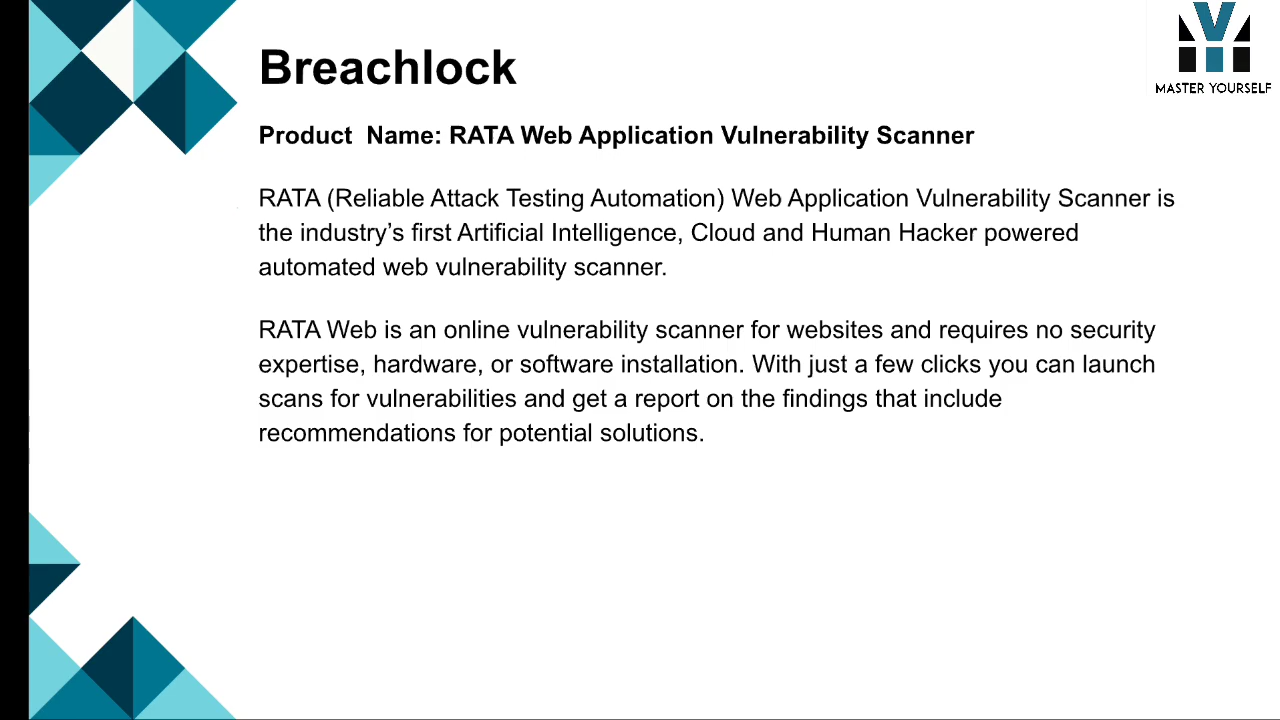 Breachlock
MASTER YOURSELF
Product Name: RATA Web Application Vulnerability Scanner
RATA (Reliable Attack Testing Automation) Web Application Vulnerability Scanner is
the industry’s first Artificial Intelligence, Cloud and Human Hacker powered
automated web vulnerability scanner.
RATA Web is an online vulnerability scanner for websites and requires no security
expertise, hardware, or software installation. With just a few clicks you can launch
scans for vulnerabilities and get a report on the findings that include
recommendations for potential solutions.